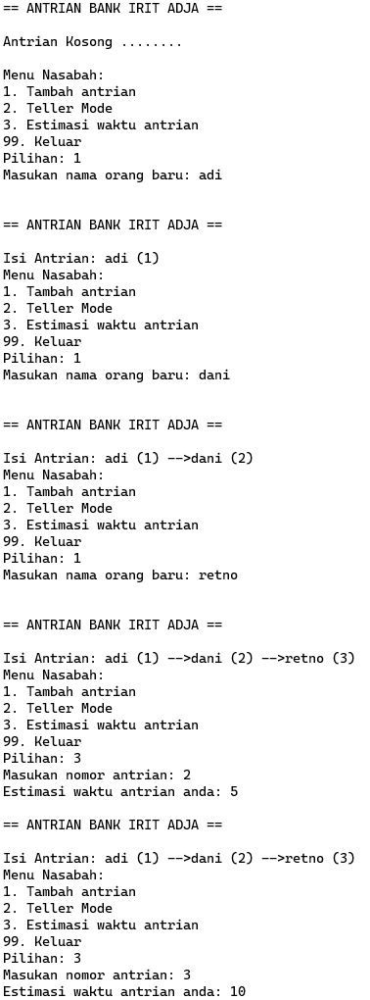 == ANTRIAN BANK IRIT ADJA ==
Antrian Kosong ........
Menu Nasabah:
1. Tambah antrian
2. Teller Mode
3. Estimasi waktu antrian
99. Keluar
Pilihan: 1
Masukan nama orang baru: adi
== ANTRIAN BANK IRIT ADJA ==
Isi Antrian: adi (1)
Menu Nasabah:
1. Tambah antrian
2. Teller Mode
3. Estimasi waktu antrian
99. Keluar
Pilihan: 1
Masukan nama orang baru: dani
== ANTRIAN BANK IRIT ADJA ==
Isi Antrian: adi (1) -->dani (2)
Menu Nasabah:
1. Tambah antrian
2. Teller Mode
3. Estimasi waktu antrian
99. Keluar
Pilihan: 1
Masukan nama orang baru: retno
== ANTRIAN BANK IRIT ADJA ==
Isi Antrian: adi (1) -->dani (2) -->retno (3)
Menu Nasabah:
1. Tambah antrian
2. Teller Mode
3. Estimasi waktu antrian
99. Keluar
Pilihan: 3
Masukan nomor antrian: 2
Estimasi waktu antrian anda: 5
== ANTRIAN BANK IRIT ADJA ==
Isi Antrian: adi (1) -->dani (2) -->retno (3)
Menu Nasabah:
1. Tambah antrian
2. Teller Mode
3. Estimasi waktu antrian
99. Keluar
Pilihan: 3
Masukan nomor antrian: 3
Estimasi waktu antrian anda: 10